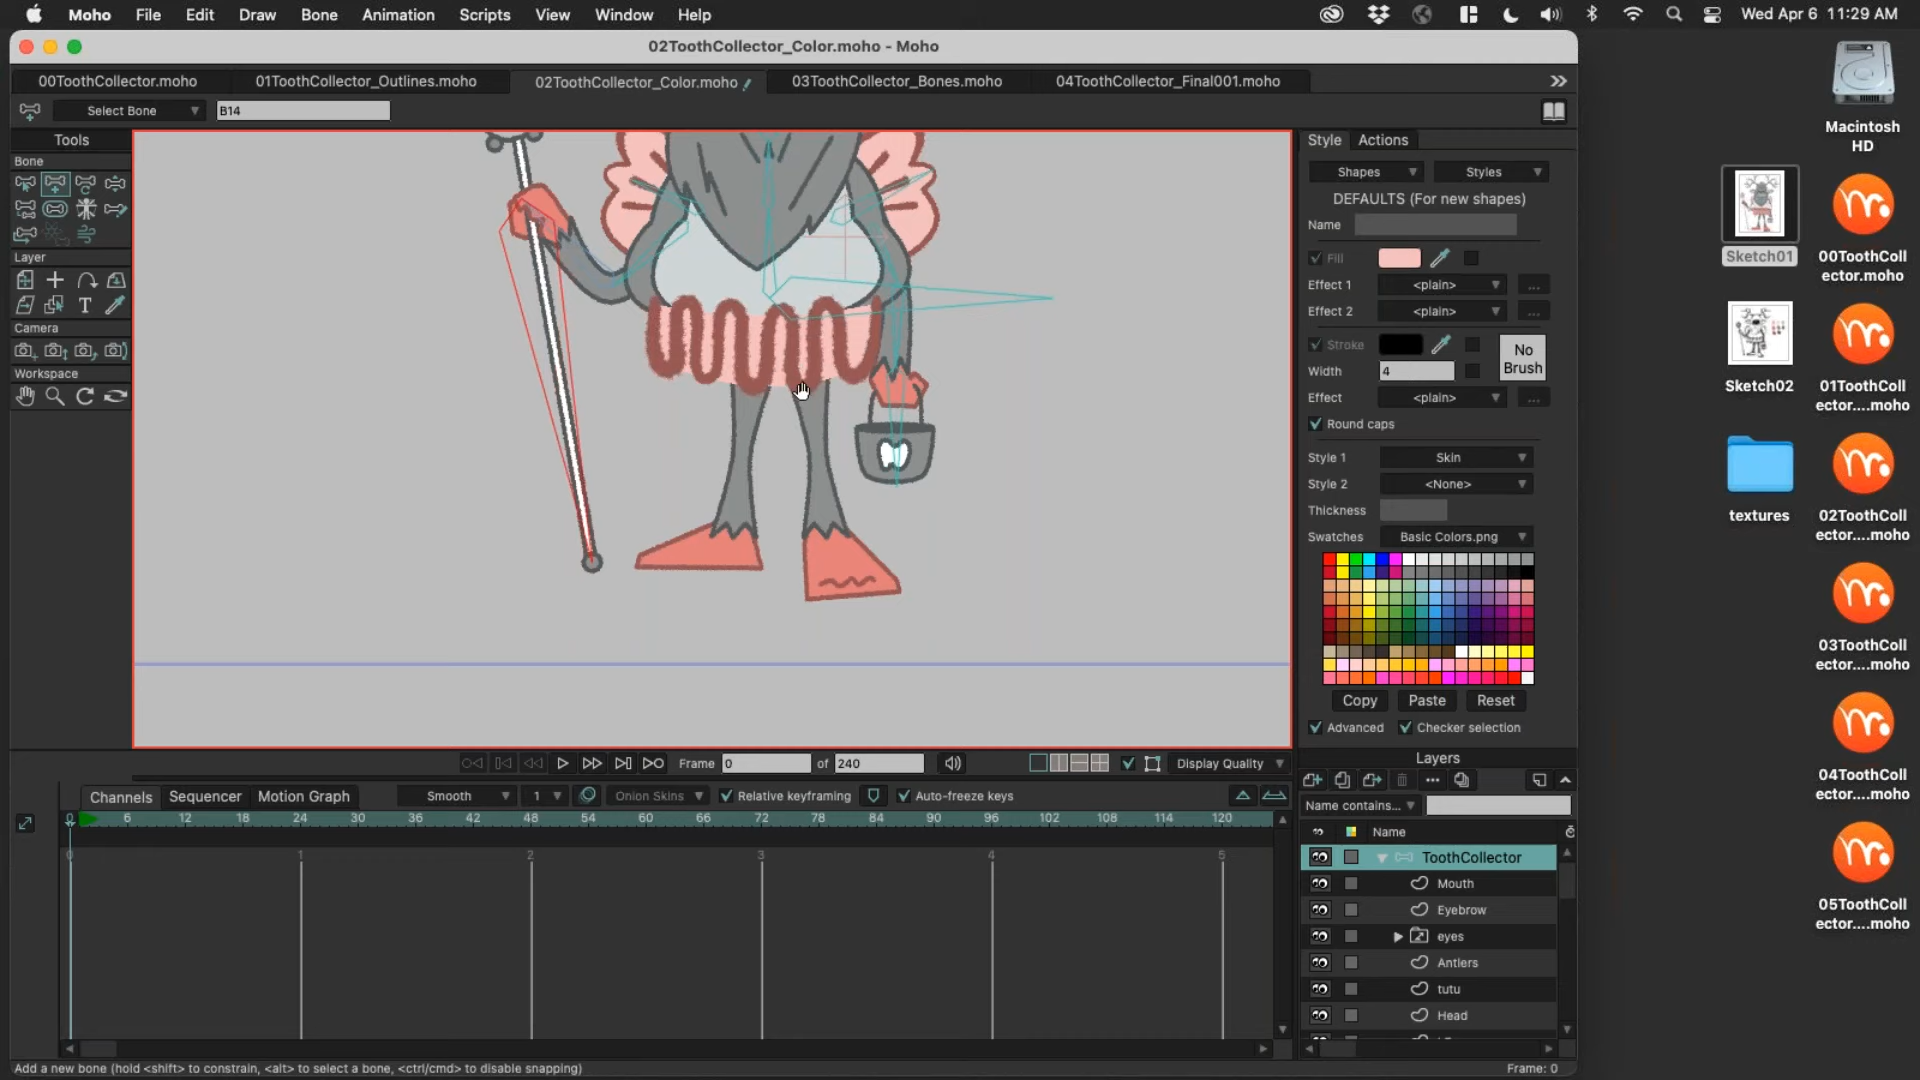 Moho File Edit Draw Bone Animation Scripts View Window Help Wed Apr 6 11:29 AM
02ToothCollector_Color.moho - Moho
00ToothCollector.moho 01ToothCollector_Outlines.moho 02ToothCollector_Color.moho 03ToothCollector_Bones.moho 04ToothCollector_Final001.moho
Select Bone B14
Tools
Bone
Layer
Camera
Workspace
Style Actions
Shapes Styles
DEFAULTS (For new shapes)
Name
Fill
Effect 1 <plain> ...
Effect 2 <plain> ...
Stroke No Brush
Width 4
Effect <plain> ...
Round caps
Style 1 Skin
Style 2 <None>
Thickness
Swatches Basic Colors.png
Copy Paste Reset
Advanced Checker selection
Layers
Name contains...
Name
ToothCollector
Mouth
Eyebrow
eyes
Antlers
tutu
Head
Frame 0 of 240 Display Quality
Channels Sequencer Motion Graph Smooth 1 Onion Skins Relative keyframing Auto-freeze keys
6 12 18 24 30 36 42 48 54 60 66 72 78 84 90 96 102 108 114 120
0 1 2 3 4 5
Add a new bone (hold <shift> to constrain, <alt> to select a bone, <ctrl/cmd> to disable snapping) Frame: 0
Macintosh
HD
Sketch01
00ToothColl
ector.moho
Sketch02
01ToothColl
ector....moho
textures
02ToothColl
ector....moho
03ToothColl
ector....moho
04ToothColl
ector....moho
05ToothColl
ector....moho